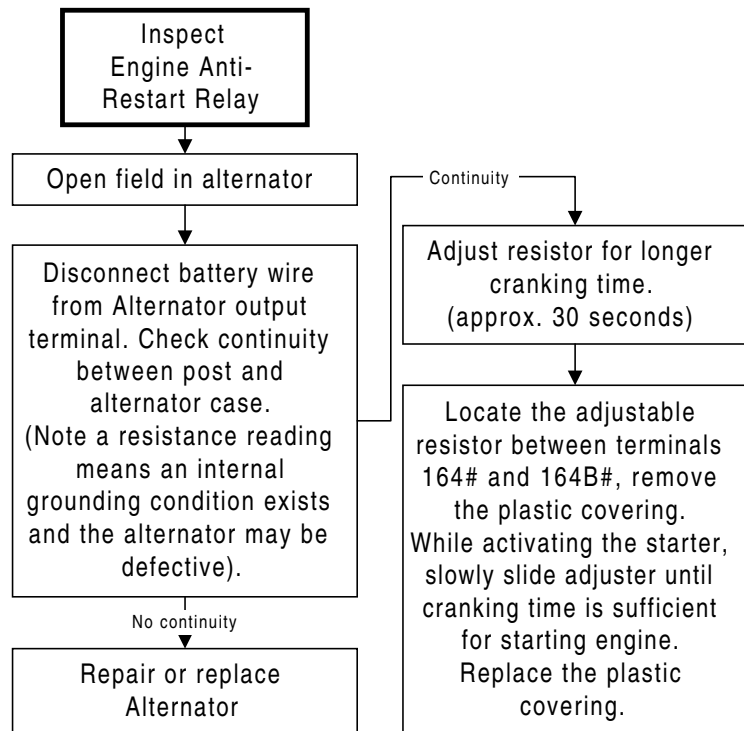 Inspect
Engine Anti-
Restart Relay
Open field in alternator
Disconnect battery wire
from Alternator output
terminal. Check continuity
between post and
alternator case.
(Note a resistance reading
means an internal
grounding condition exists
and the alternator may be
defective).
No continuity
Repair or replace
Alternator
Continuity
Adjust resistor for longer
cranking time.
(approx. 30 seconds)
Locate the adjustable
resistor between terminals
164# and 164B#, remove
the plastic covering.
While activating the starter,
slowly slide adjuster until
cranking time is sufficient
for starting engine.
Replace the plastic
covering.